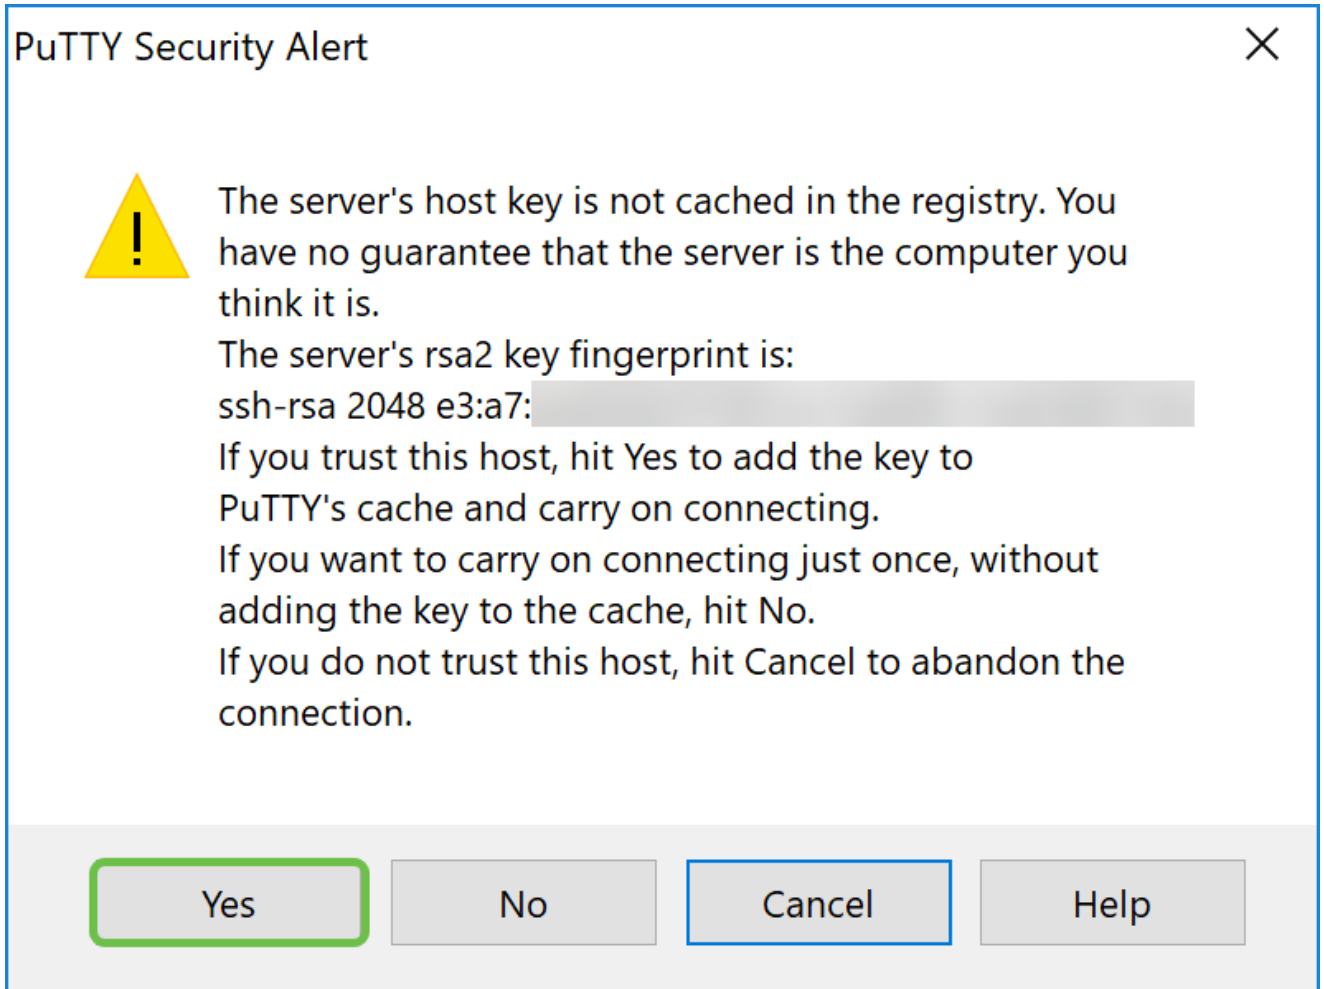 PuTTY Security Alert
The server's host key is not cached in the registry. You
have no guarantee that the server is the computer you
think it is.
The server's rsa2 key fingerprint is:
ssh-rsa 2048 e3:a7:
If you trust this host, hit Yes to add the key to
PuTTY's cache and carry on connecting.
If you want to carry on connecting just once, without
adding the key to the cache, hit No.
If you do not trust this host, hit Cancel to abandon the
connection.
Yes
No
Cancel
Help